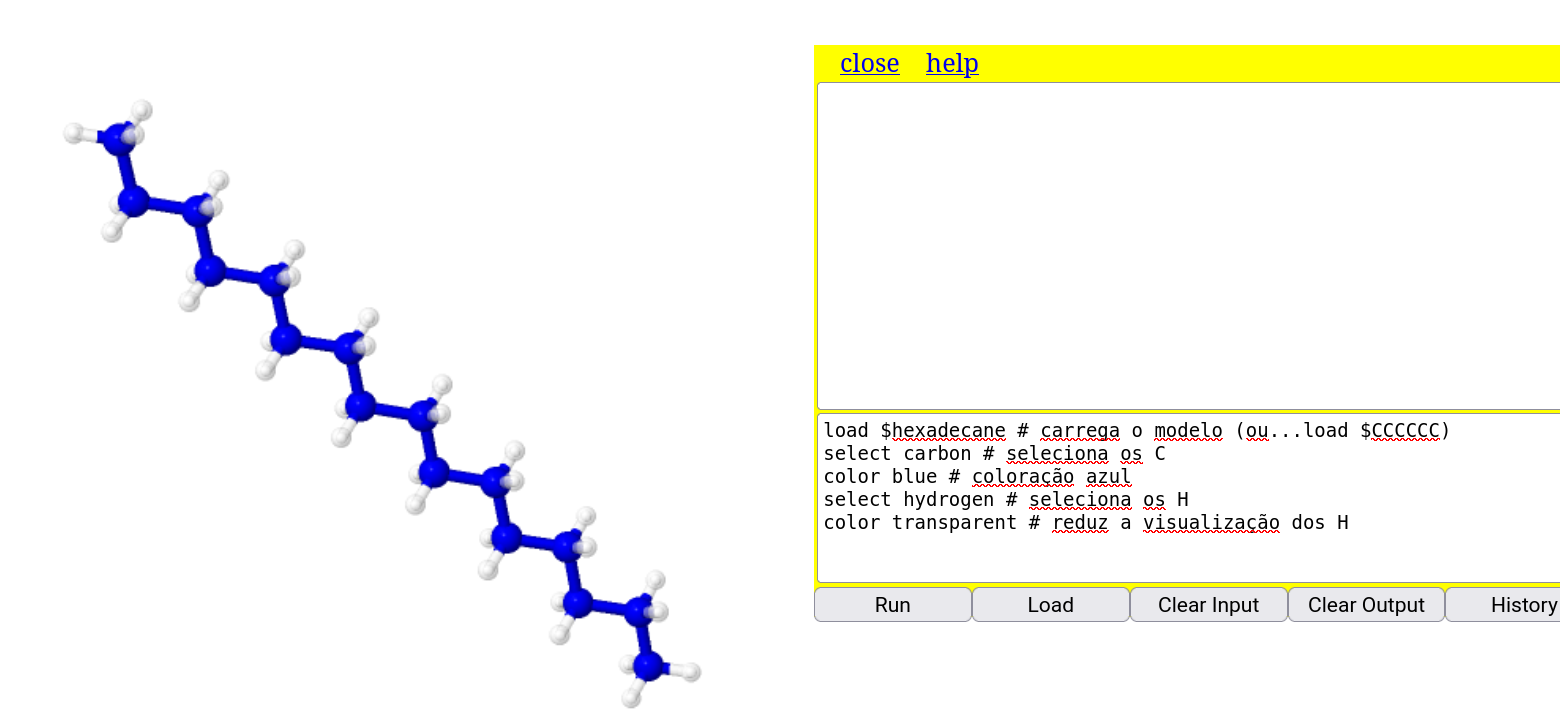 close help
load $hexadecane # carrega o modelo (ou...load $CCCCCC)
select carbon # seleciona os C
color blue # coloração azul
select hydrogen # seleciona os H
color transparent # reduz a visualização dos H
Run Load Clear Input Clear Output History